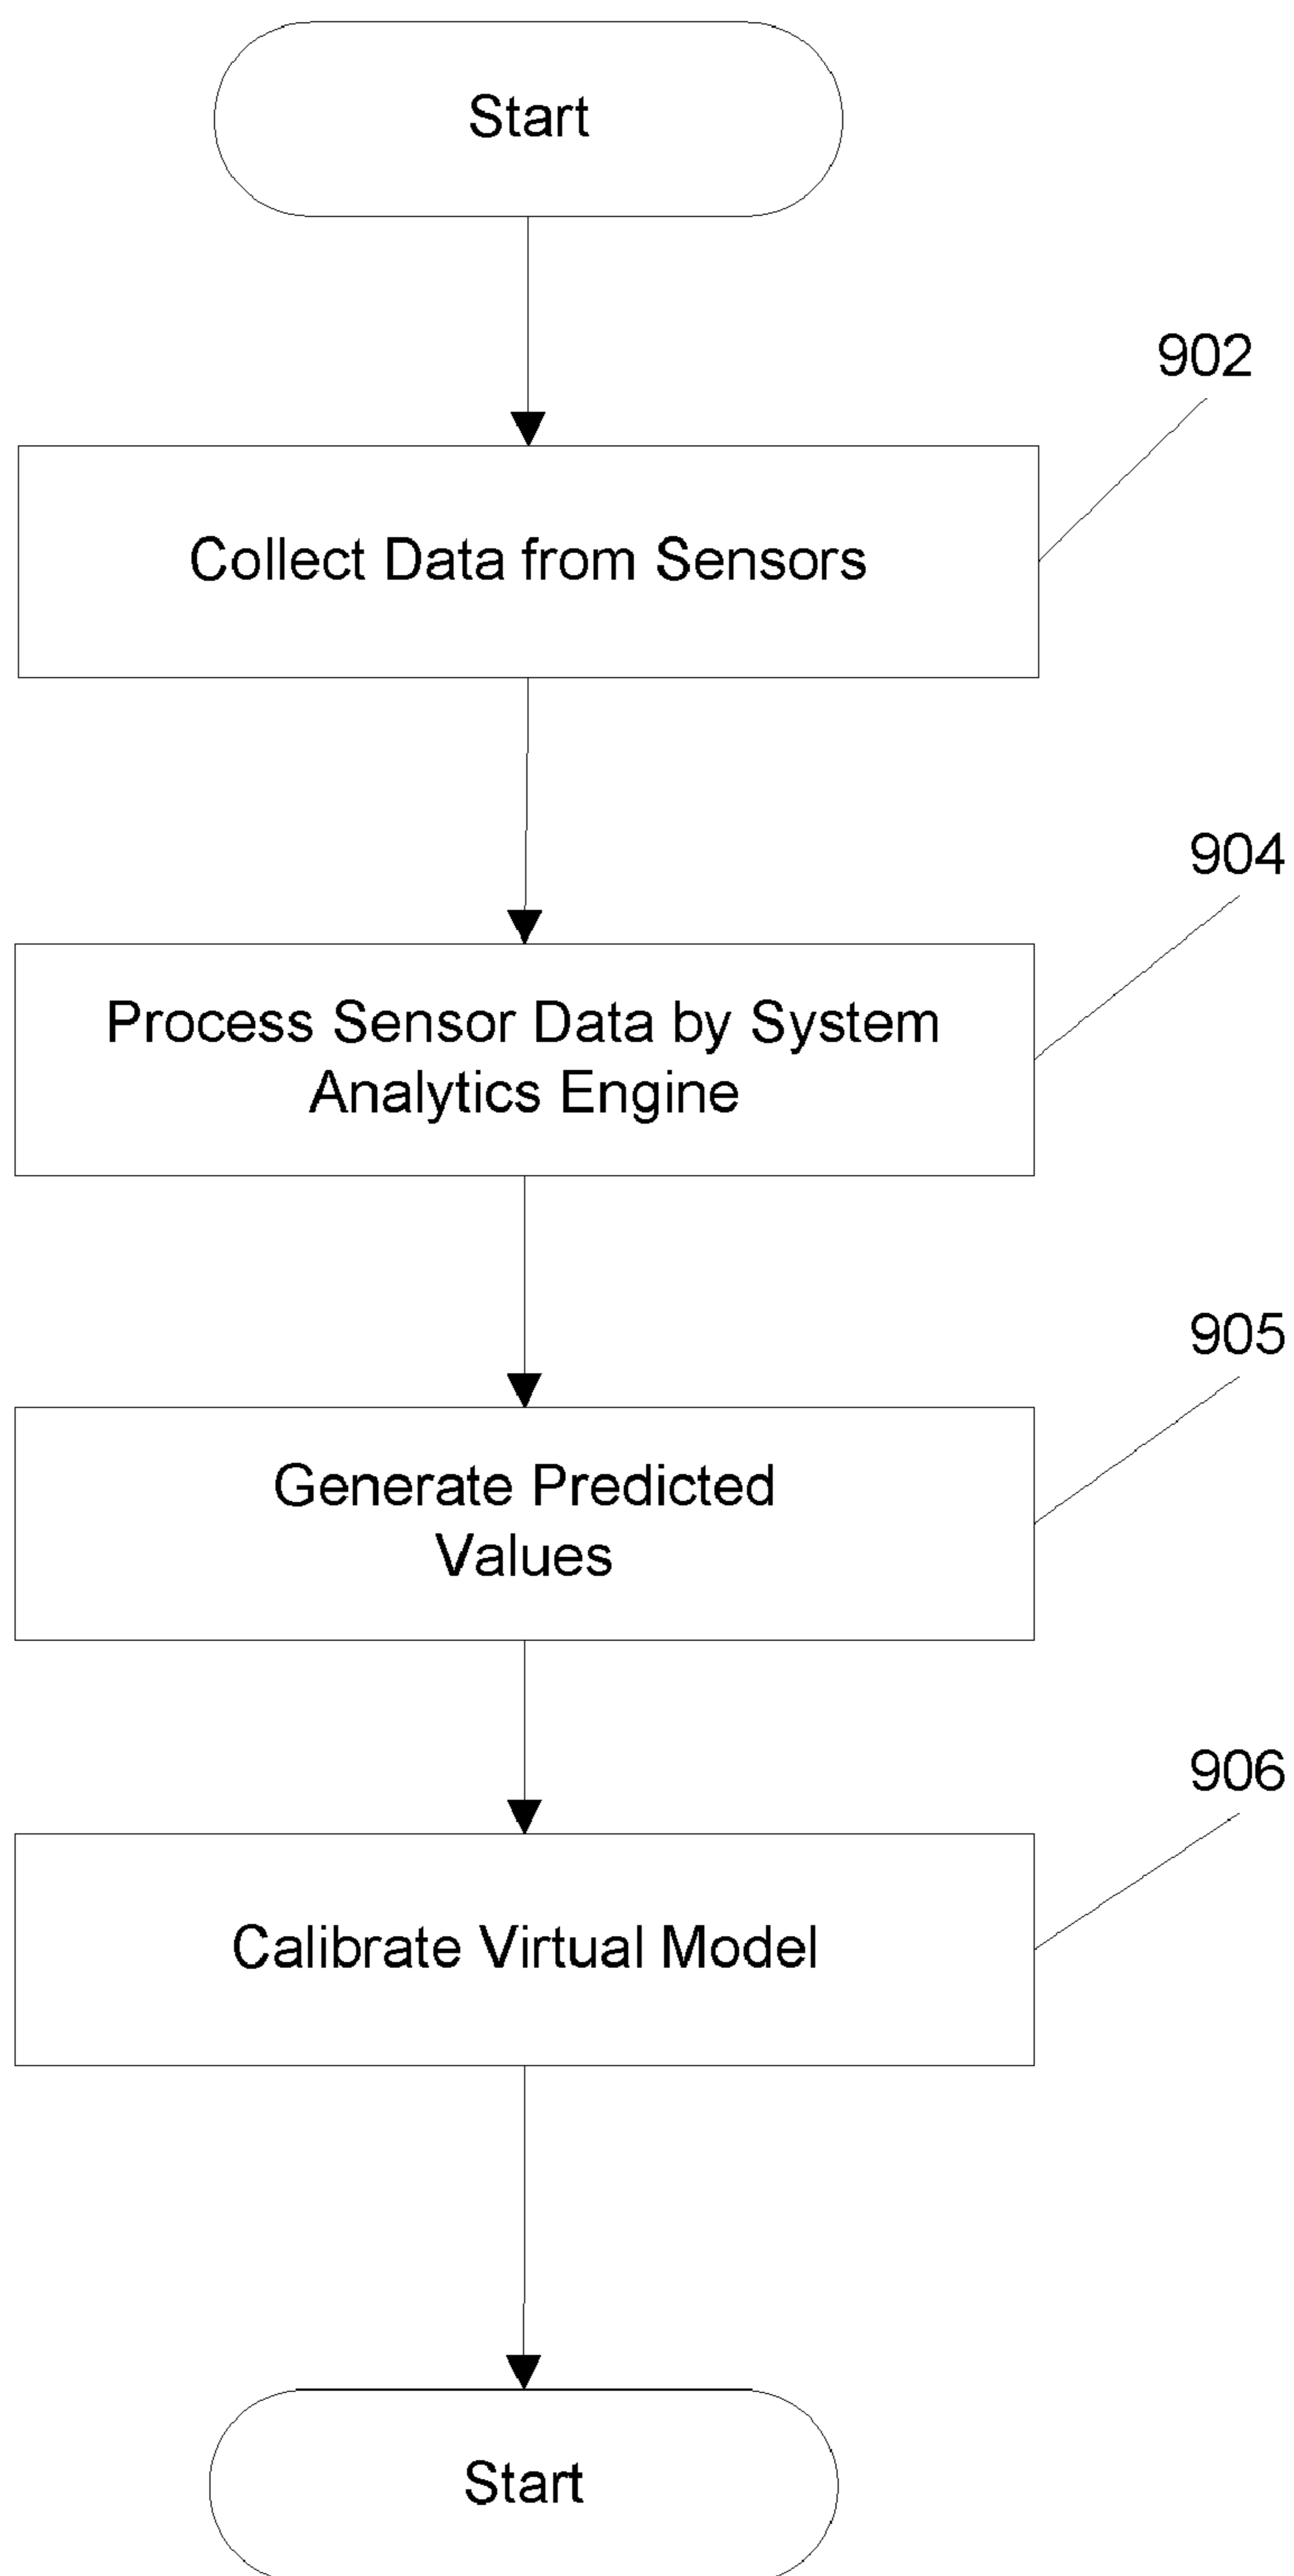 Start
902
Collect Data from Sensors
904
Process Sensor Data by System
Analytics Engine
905
Generate Predicted
Values
906
Calibrate Virtual Model
Start